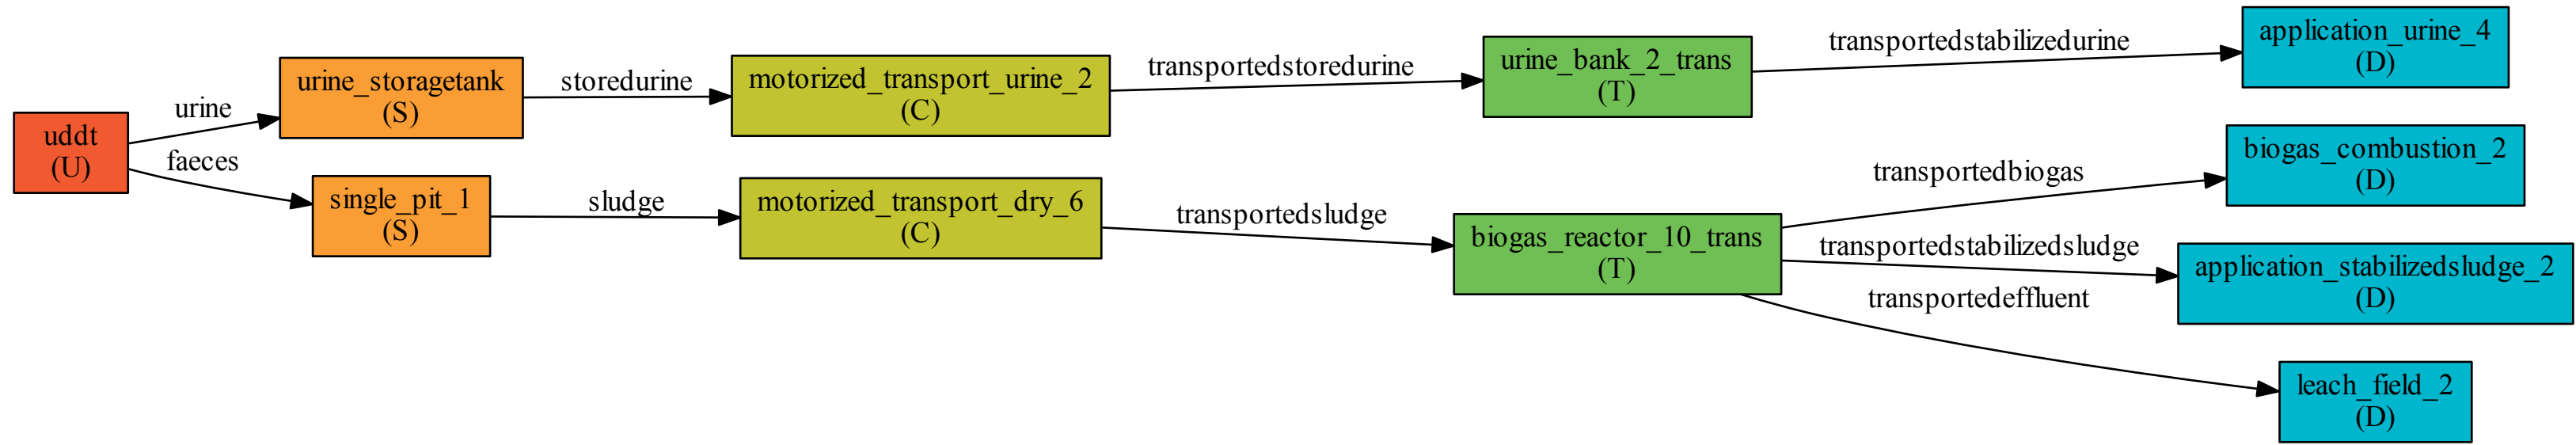 uddt
(U)
urine
faeces
urine_storagetank
(S)
single_pit_1
(S)
storedurine
sludge
motorized_transport_urine_2
(C)
motorized_transport_dry_6
(C)
transportedstoredurine
transportedsludge
urine_bank_2_trans
(T)
biogas_reactor_10_trans
(T)
transportedstabilizedurine
transportedbiogas
transportedstabilizedsludge
transportedeffluent
application_urine_4
(D)
biogas_combustion_2
(D)
application_stabilizedsludge_2
(D)
leach_field_2
(D)